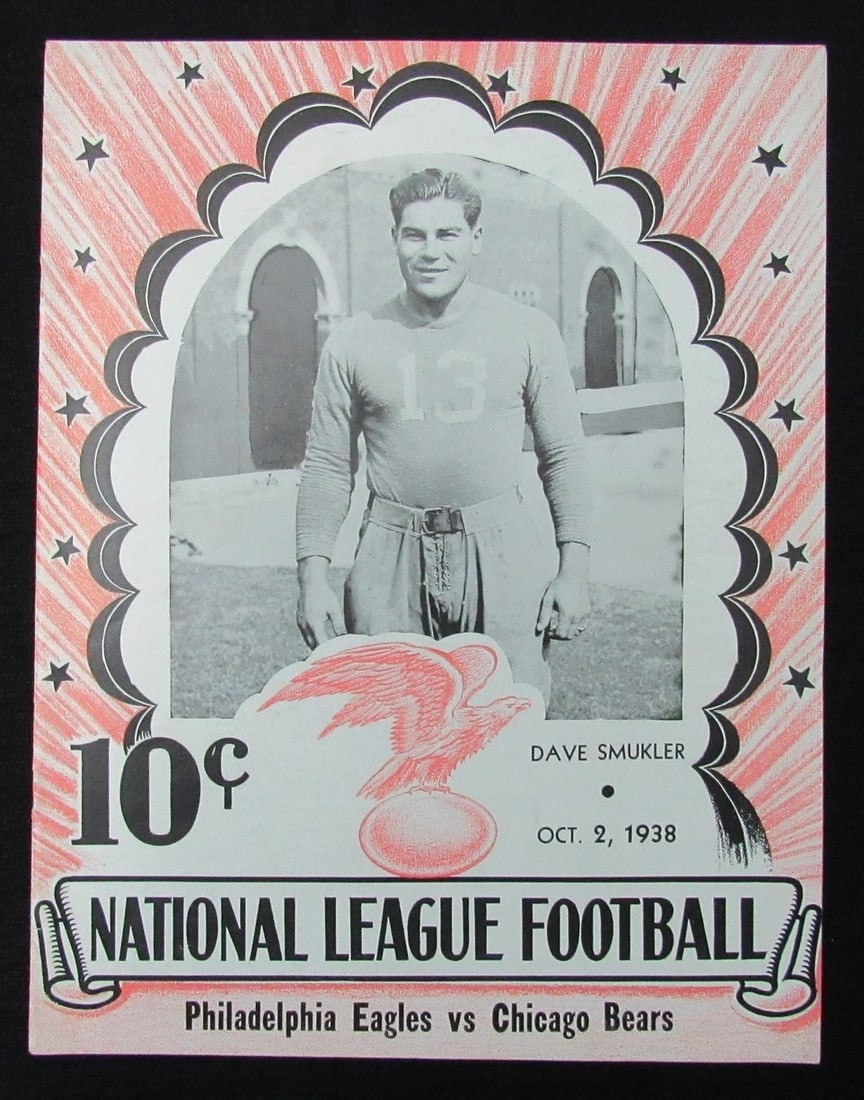 13
10¢
DAVE SMUKLER
•
OCT. 2, 1938
NATIONAL LEAGUE FOOTBALL
Philadelphia Eagles vs Chicago Bears